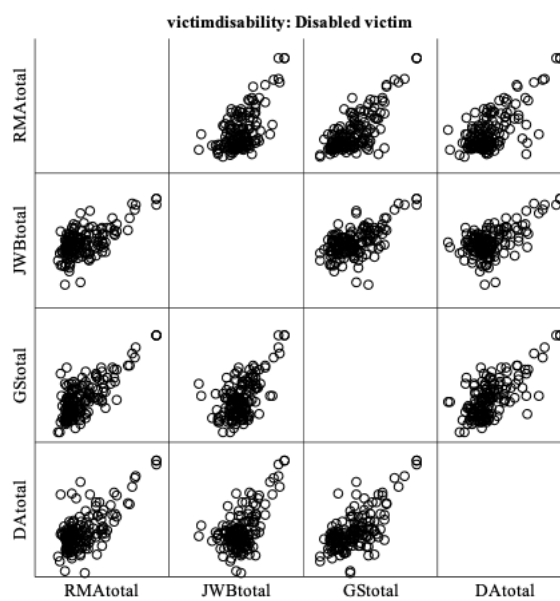 victimdisability: Disabled victim
RMAtotal
JWBtotal
GStotal
DAtotal
RMAtotal JWBtotal GStotal DAtotal